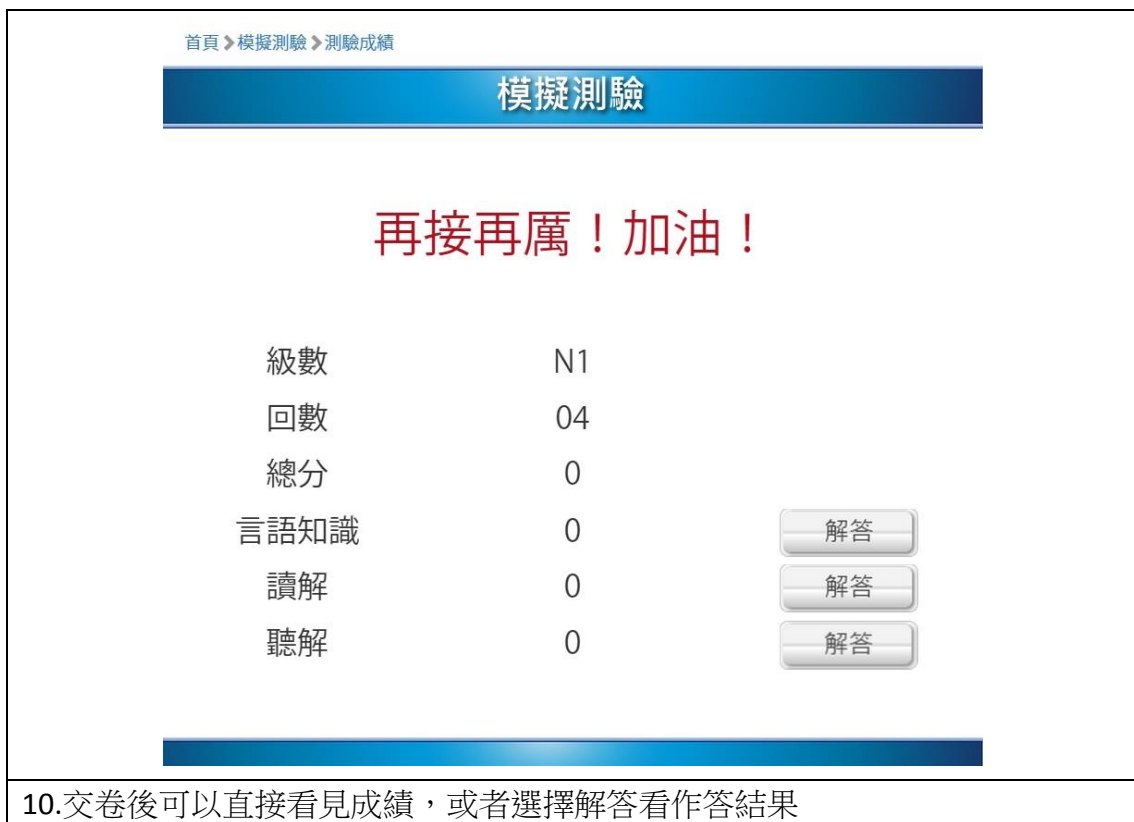 首頁❯模擬測驗❯測驗成績
模擬測驗
再接再厲！加油！
級數 N1
回數 04
總分 0
言語知識 0 解答
讀解 0 解答
聽解 0 解答
10.交卷後可以直接看見成績，或者選擇解答看作答結果